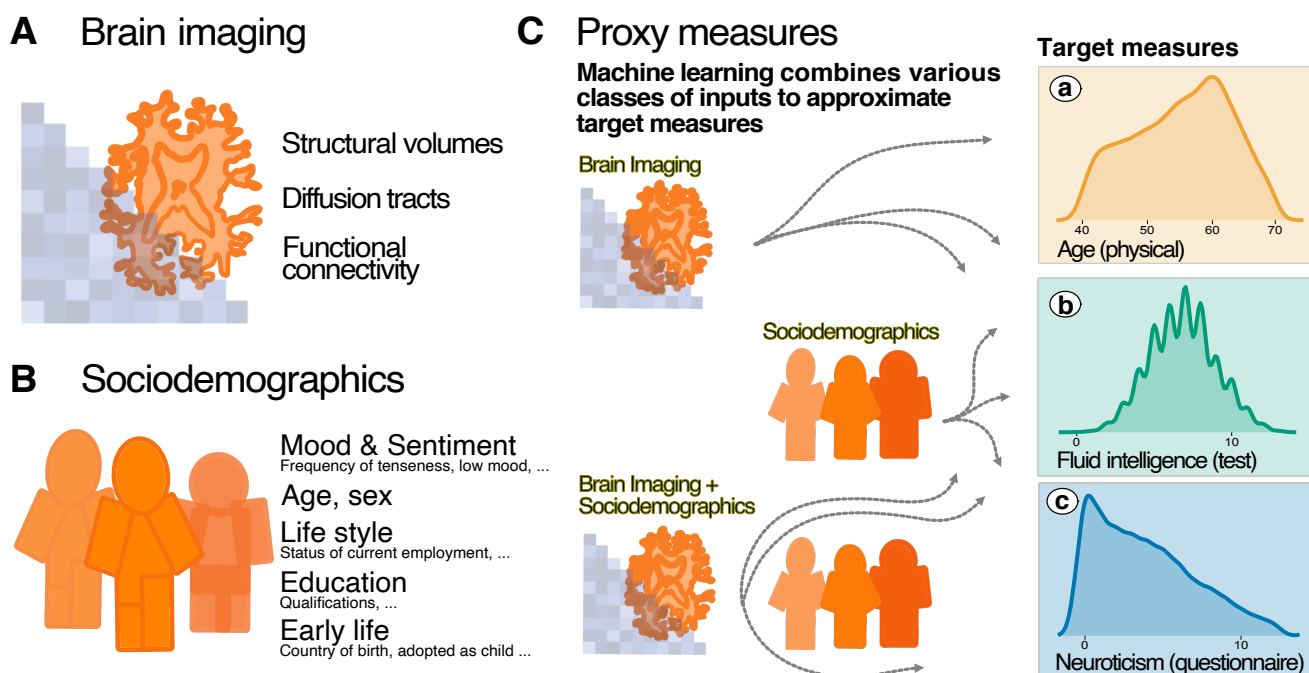 A Brain imaging
Structural volumes
Diffusion tracts
Functional
connectivity
B Sociodemographics
Mood & Sentiment
Frequency of tenseness, low mood, ...
Age, sex
Life style
Status of current employment, ...
Education
Qualifications, ...
Early life
Country of birth, adopted as child ...
C Proxy measures
Machine learning combines various
classes of inputs to approximate
target measures
Brain Imaging
Sociodemographics
Brain Imaging +
Sociodemographics
Target measures
a
40 50 60 70
Age (physical)
b
0 10
Fluid intelligence (test)
c
0 10
Neuroticism (questionnaire)